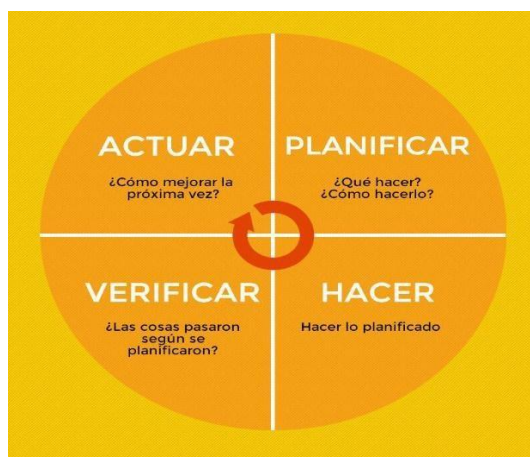 ACTUAR
¿Cómo mejorar la
próxima vez?
PLANIFICAR
¿Qué hacer?
¿Cómo hacerlo?
VERIFICAR
¿Las cosas pasaron
según se
planificaron?
HACER
Hacer lo planificado